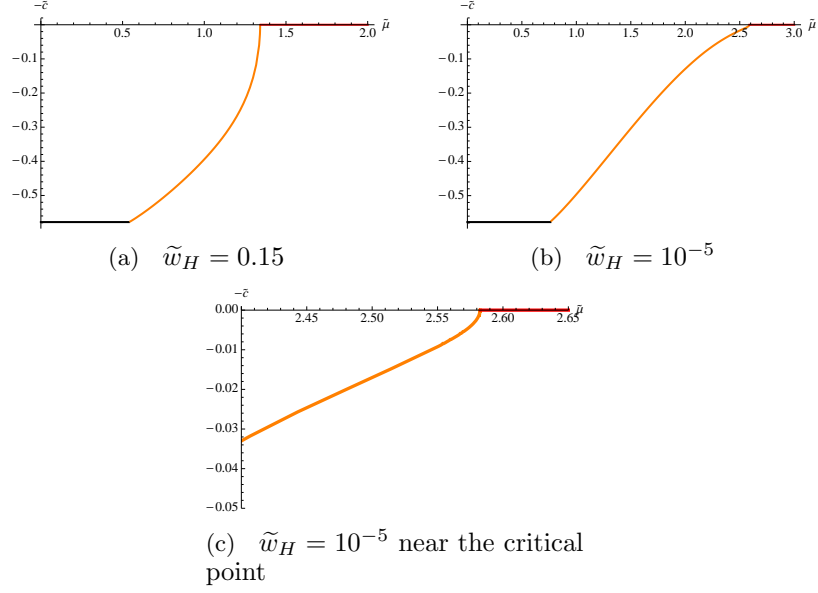 −c̃
0.5 1.0 1.5 2.0 μ̃
−0.1
−0.2
−0.3
−0.4
−0.5
(a) w̃_H = 0.15
−c̃
0.5 1.0 1.5 2.0 2.5 3.0 μ̃
−0.1
−0.2
−0.3
−0.4
−0.5
(b) w̃_H = 10^{−5}
−c̃
0.00
2.45 2.50 2.55 2.60 2.65 μ̃
−0.01
−0.02
−0.03
−0.04
−0.05
(c) w̃_H = 10^{−5} near the critical
point